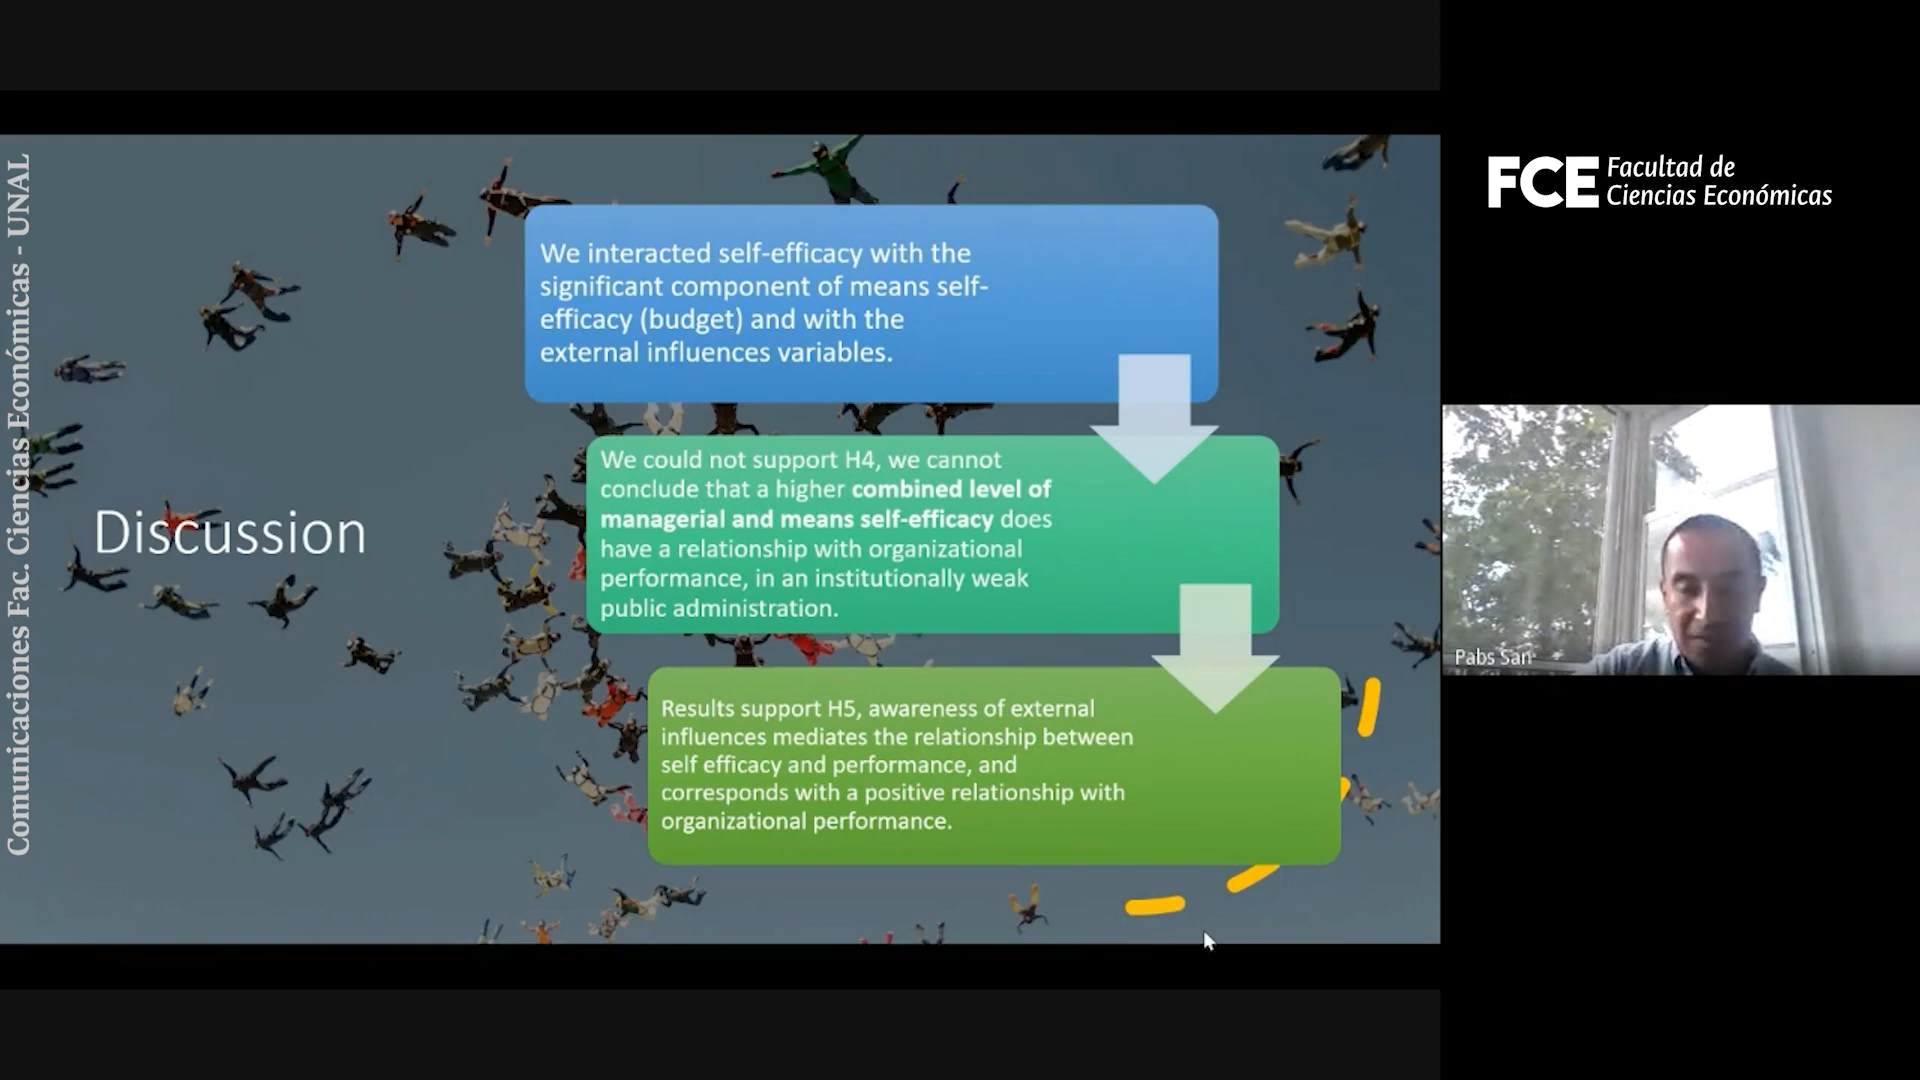 Comunicaciones Fac. Ciencias Económicas - UNAL
Discussion
We interacted self-efficacy with the
significant component of means self-
efficacy (budget) and with the
external influences variables.
We could not support H4, we cannot
conclude that a higher combined level of
managerial and means self-efficacy does
have a relationship with organizational
performance, in an institutionally weak
public administration.
Results support H5, awareness of external
influences mediates the relationship between
self efficacy and performance, and
corresponds with a positive relationship with
organizational performance.
FCE Facultad de
Ciencias Económicas
Pabs San